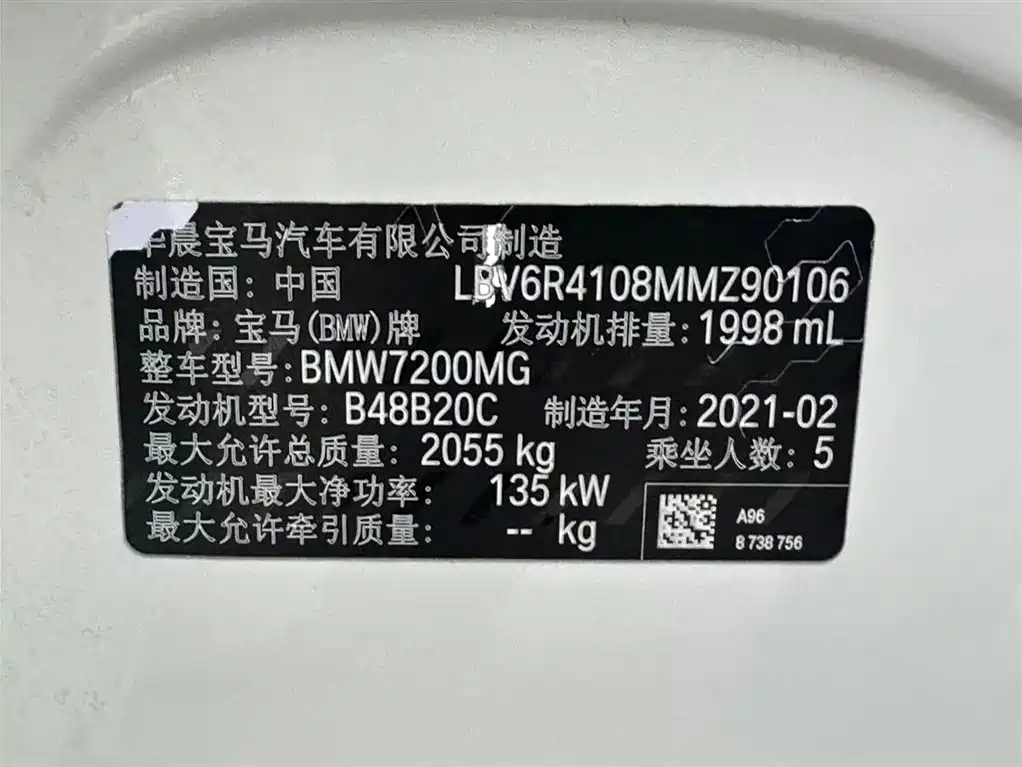 华晨宝马汽车有限公司制造
制造国：中国 LBV6R4108MMZ90106
品牌：宝马(BMW)牌 发动机排量：1998 mL
整车型号：BMW7200MG
发动机型号：B48B20C 制造年月：2021-02
最大允许总质量：2055 kg 乘坐人数：5
发动机最大净功率：135 kW
最大允许牵引质量：-- kg
A96
8 738 756